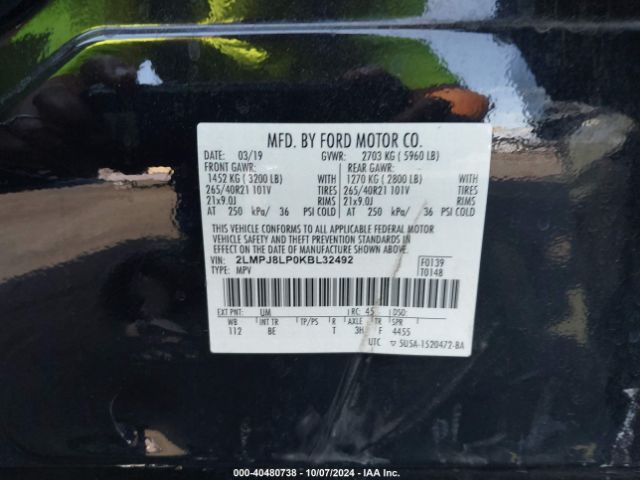 MFD. BY FORD MOTOR CO.
DATE: 03/19 GVWR: 2703 KG ( 5960 LB)
FRONT GAWR: REAR GAWR:
1452 KG ( 3200 LB) WITH 1270 KG ( 2800 LB) WITH
265/40R21 101V TIRES 265/40R21 101V TIRES
21x9.0J RIMS 21x9.0J RIMS
AT 250 kPa/ 36 PSI COLD AT 250 kPa/ 36 PSI COLD
THIS VEHICLE CONFORMS TO ALL APPLICABLE FEDERAL MOTOR
VEHICLE SAFETY AND THEFT PREVENTION STANDARDS IN
EFFECT ON THE DATE OF MANUFACTURE SHOWN ABOVE.
VIN: 2LMPJ8LP0KBL32492 F0139
TYPE: MPV T0148
EXT PNT: UM RC: 45 DSO:
WB INT TR TP/PS R AXLE TR SPR
112 BE T 3H F 4455
UTC ▽ 5U5A-1520472-BA
000-40480738 - 10/07/2024 - IAA Inc.